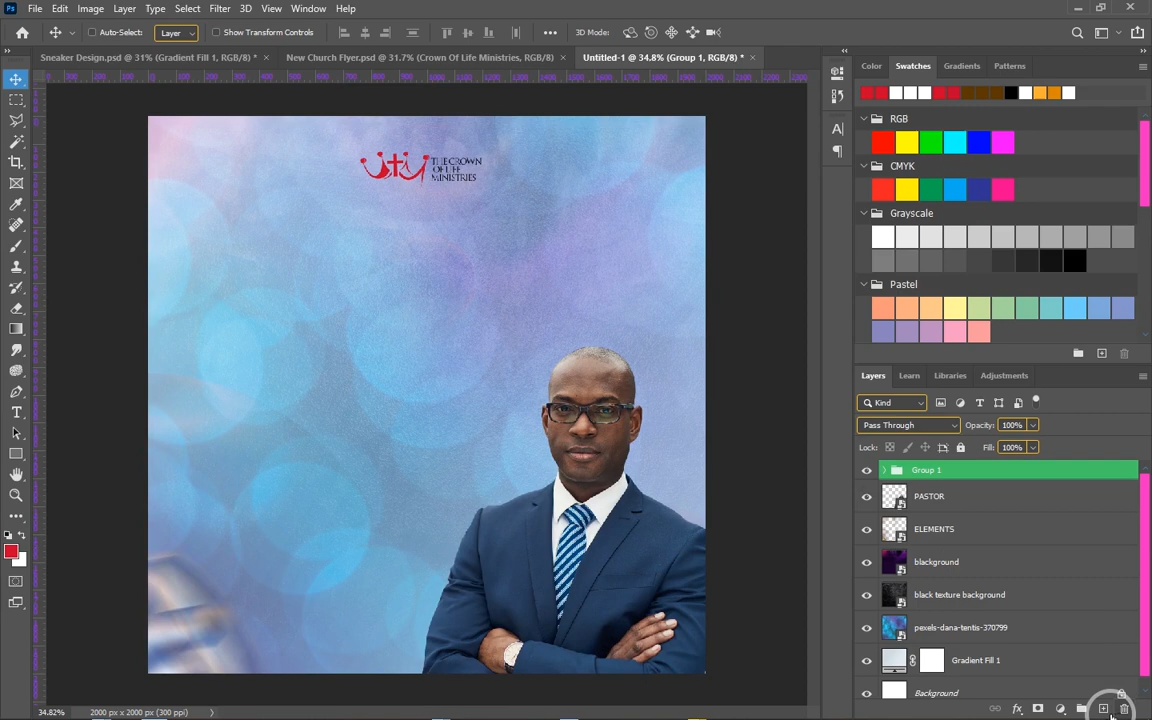 Ps File Edit Image Layer Type Select Filter 3D View Window Help
Auto-Select: Layer Show Transform Controls 3D Mode:
Sneaker Design.psd @ 31% (Gradient Fill 1, RGB/8) * × New Church Flyer.psd @ 31.7% (Crown Of Life Ministries, RGB/8) × Untitled-1 @ 34.8% (Group 1, RGB/8) * ×
Color Swatches Gradients Patterns
RGB
CMYK
Grayscale
Pastel
THE CROWN
OF LIFE
MINISTRIES
Layers Learn Libraries Adjustments
Kind
Pass Through Opacity: 100%
Lock: Fill: 100%
Group 1
PASTOR
ELEMENTS
blackground
black texture background
pexels-dana-tentis-370799
Gradient Fill 1
Background
34.82% 2000 px x 2000 px (300 ppi)